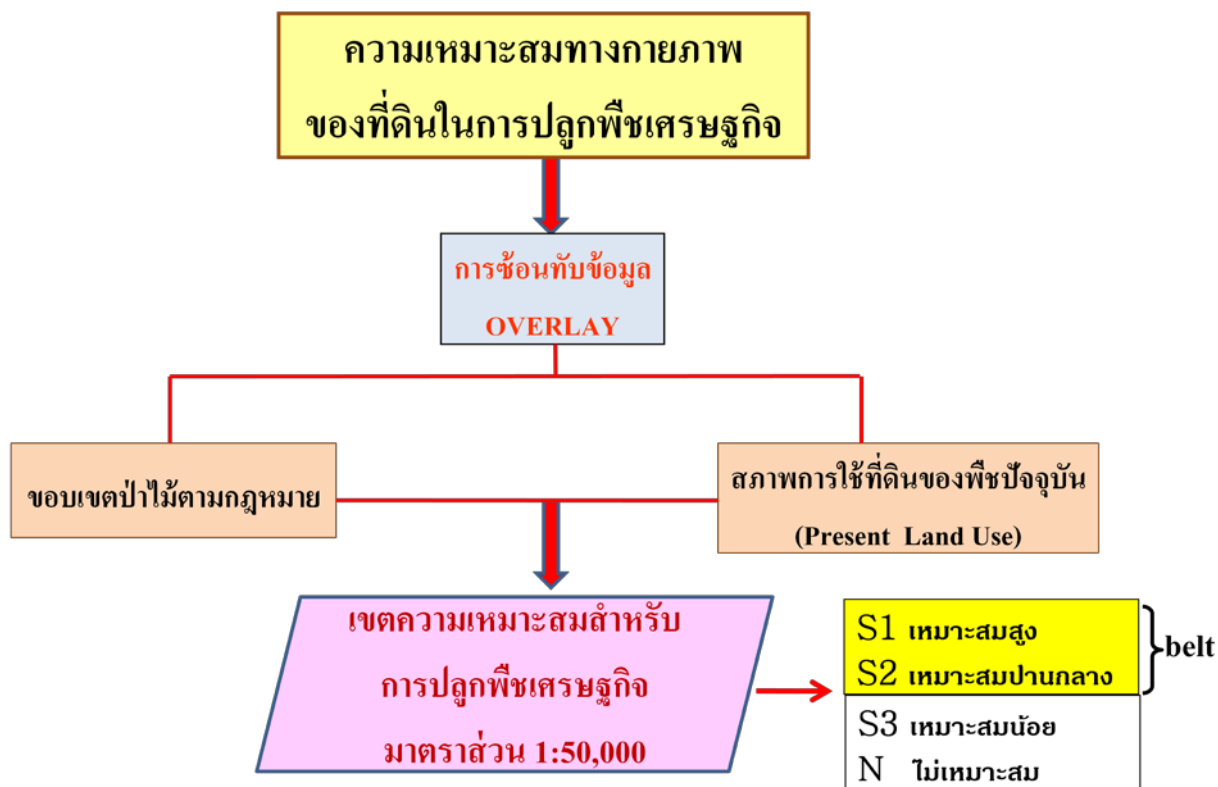 ความเหมาะสมทางกายภาพ
ของที่ดินในการปลูกพืชเศรษฐกิจ
การซ้อนทับข้อมูล
OVERLAY
ขอบเขตป่าไม้ตามกฎหมาย
สภาพการใช้ที่ดินของพืชปัจจุบัน
(Present Land Use)
เขตความเหมาะสมสำหรับ
การปลูกพืชเศรษฐกิจ
มาตราส่วน 1:50,000
S1 เหมาะสมสูง
S2 เหมาะสมปานกลาง
belt
S3 เหมาะสมน้อย
N ไม่เหมาะสม